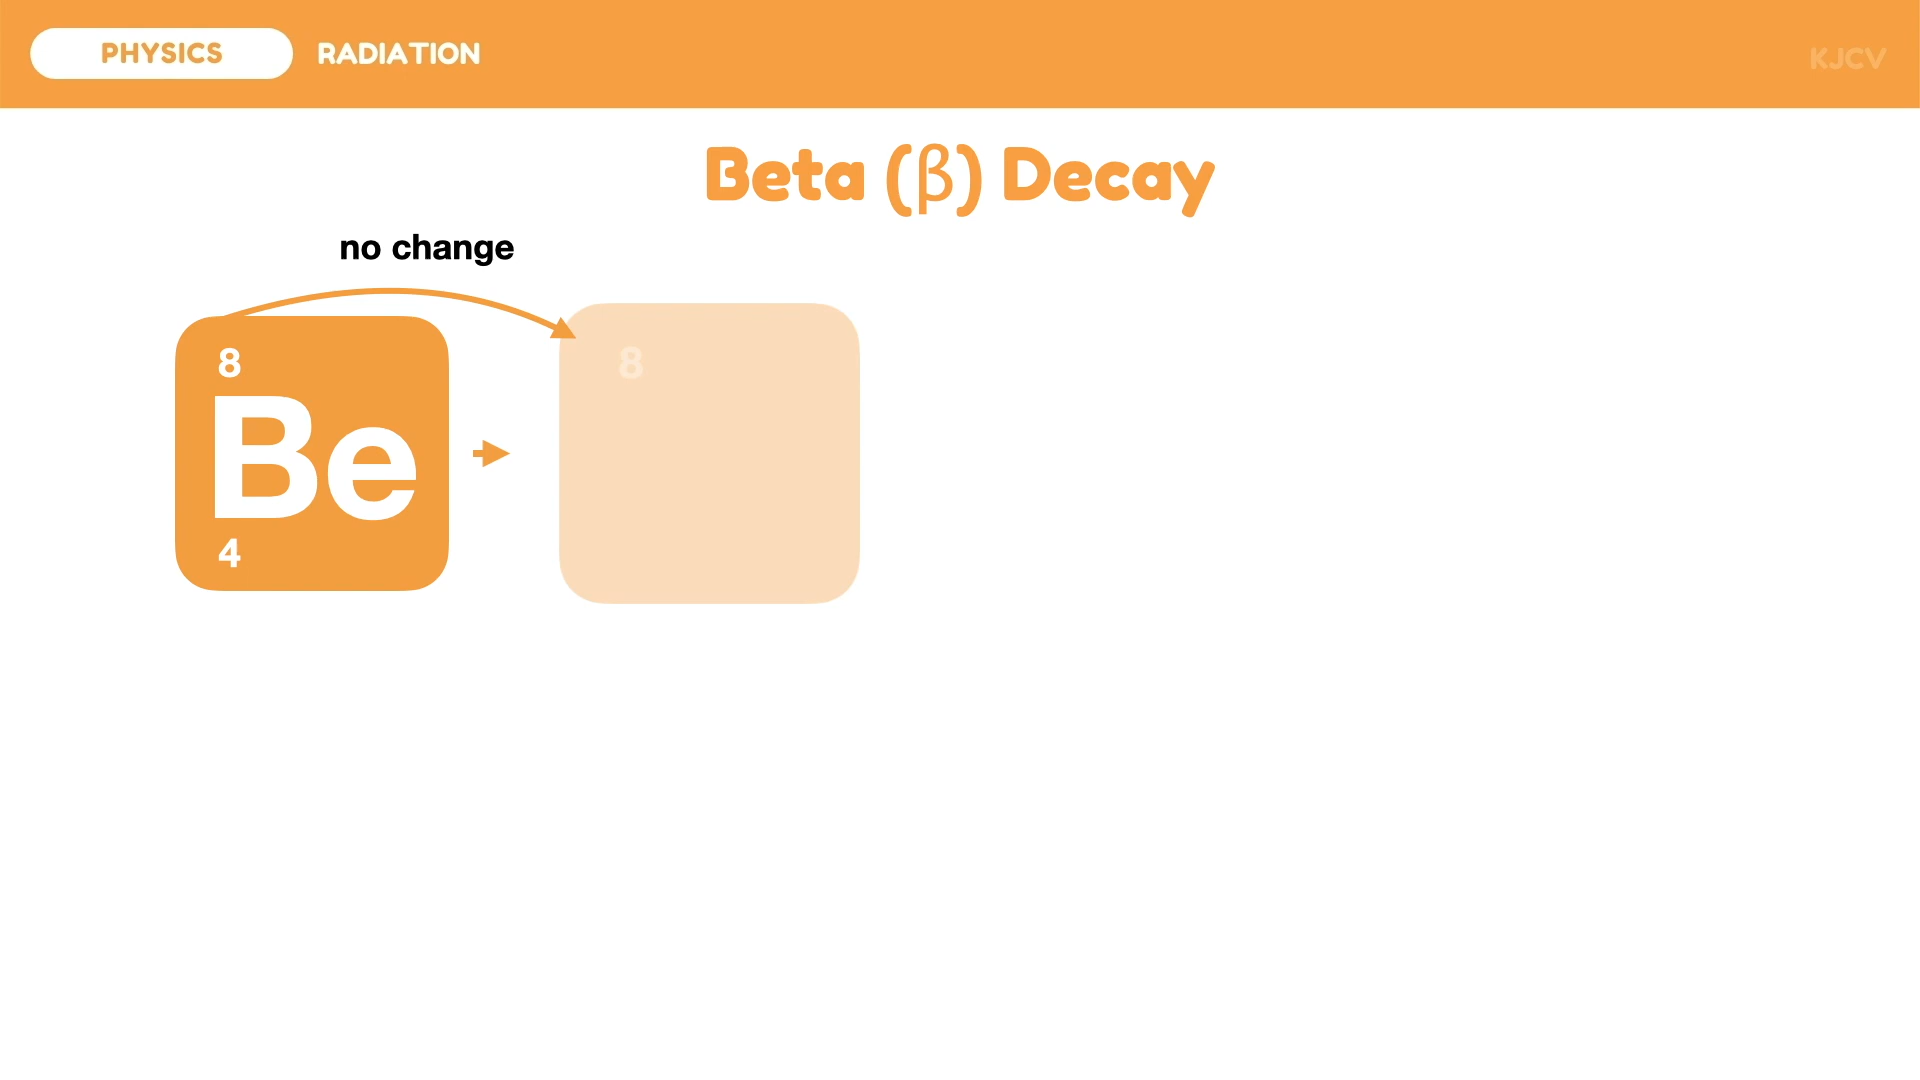 PHYSICS RADIATION KJCV
Beta (β) Decay
no change
8
Be
4
8